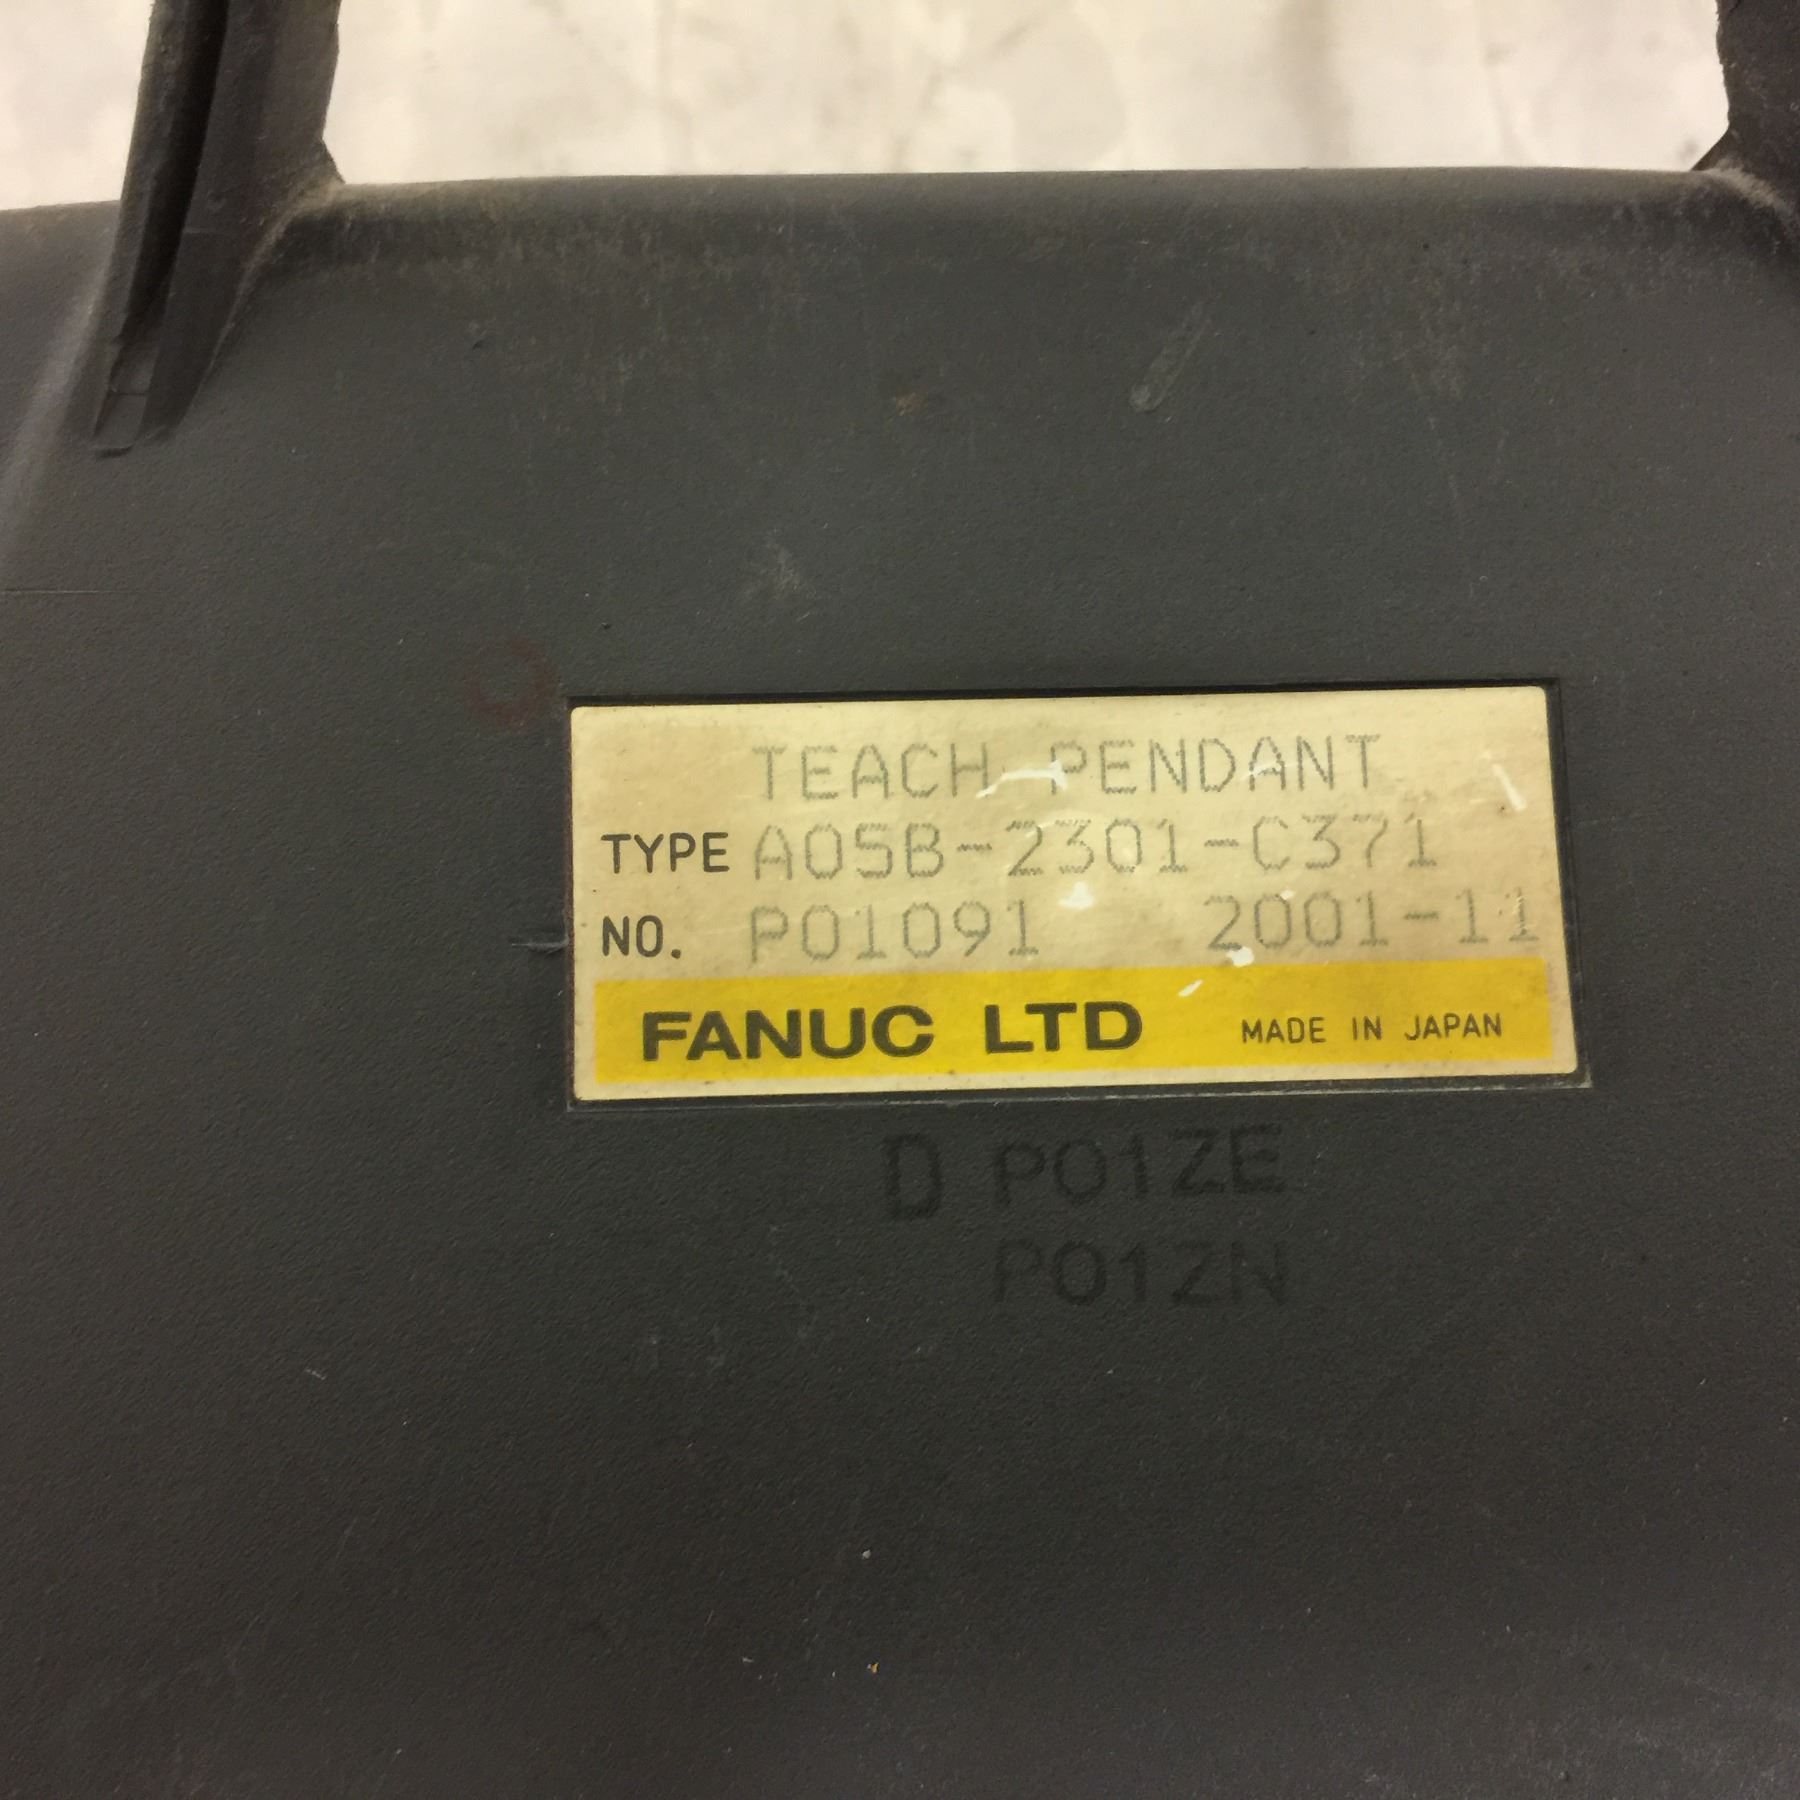 TEACH PENDANT
TYPE A05B-2301-C371
NO. P01091 2001-11
FANUC LTD MADE IN JAPAN
D P01ZE
P01ZN